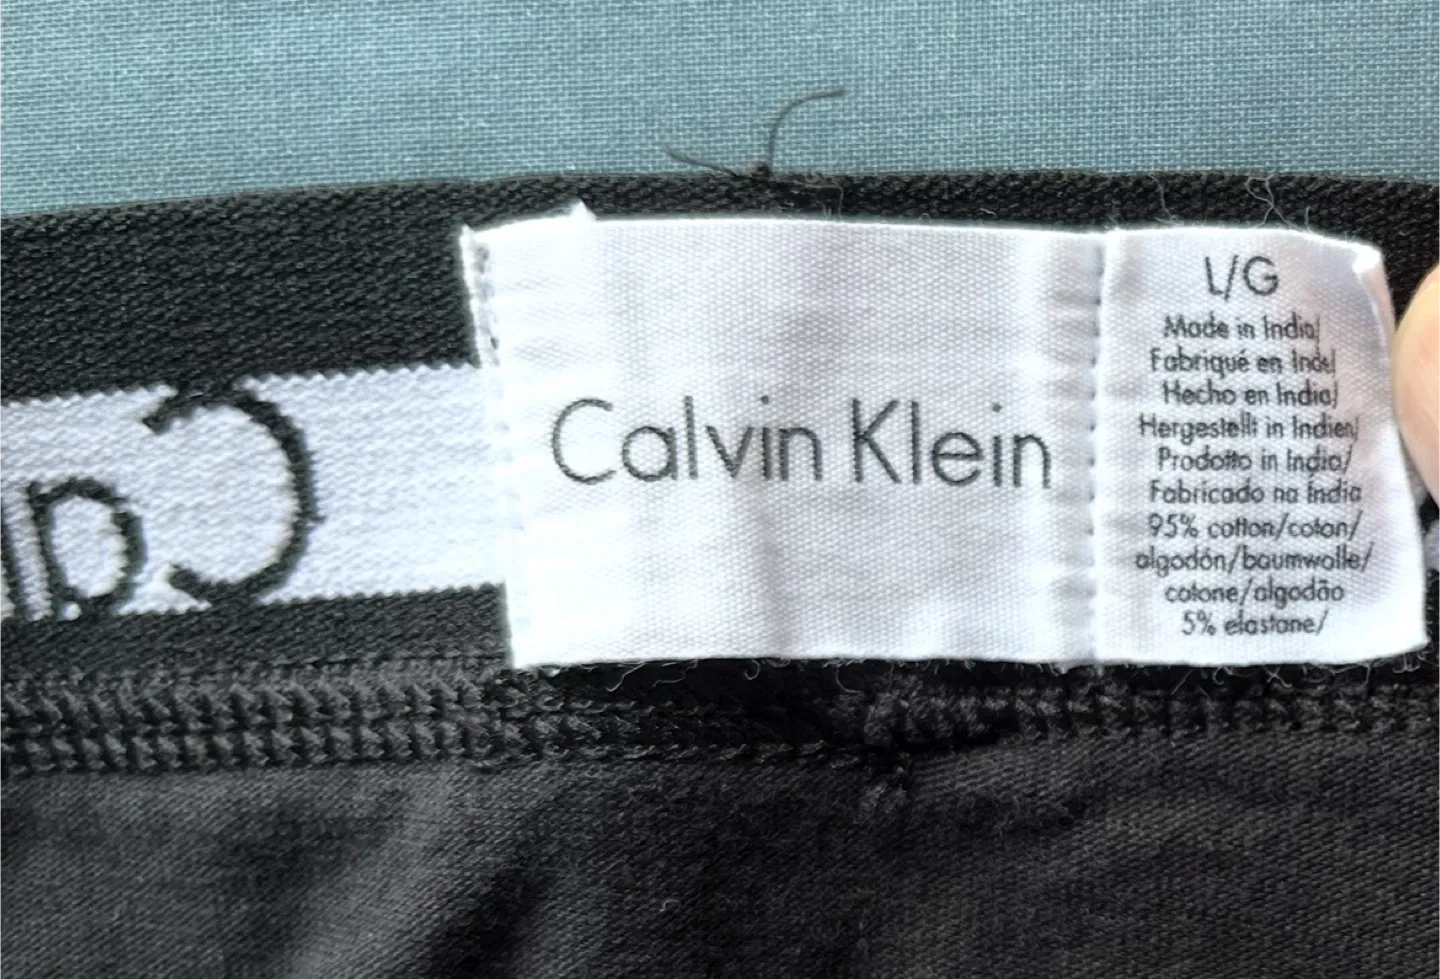 Calvin Klein
L/G
Made in India/
Fabriqué en
Hecho en India/
Hergestellt in Indien/
Prodotto in India/
Fabricado na Índia
95% cotton/coton/
algodón/baumwolle/
cotone/algodão
5% elastane/